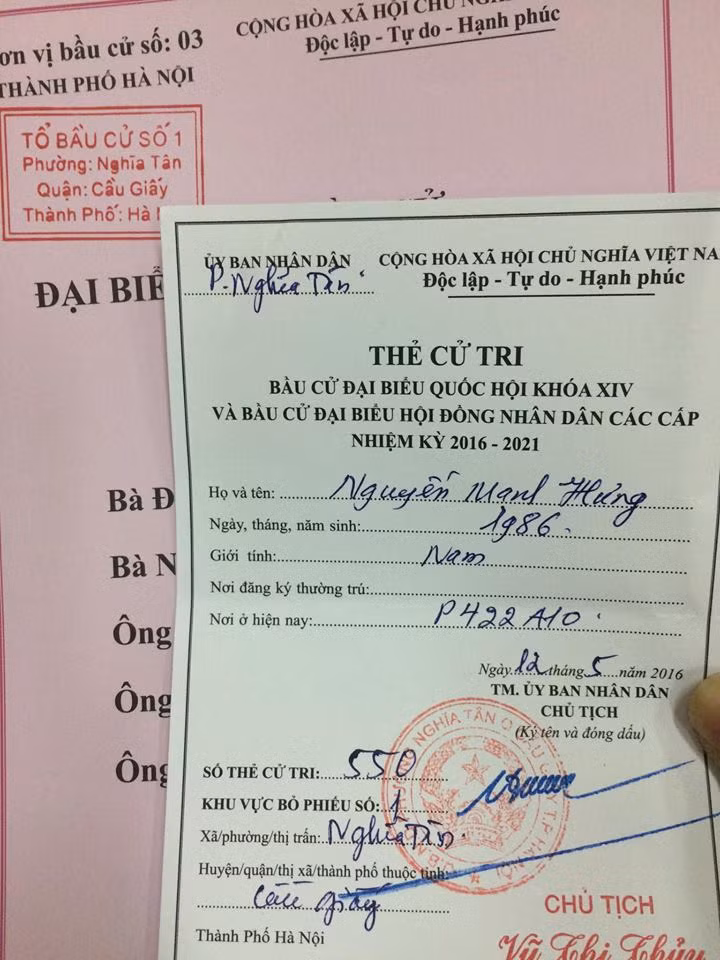 ơn vị bầu cử số: 03
THÀNH PHỐ HÀ NỘI
CỘNG HÒA XÃ HỘI CHỦ
Độc lập - Tự do - Hạnh phúc
TỔ BẦU CỬ SỐ 1
Phường: Nghĩa Tân
Quận: Cầu Giấy
Thành Phố: Hà
ĐẠI BIỂ
Bà Đ
Bà N
Ông
Ông
Ông
ỦY BAN NHÂN DÂN
P. Nghĩa Tân
CỘNG HÒA XÃ HỘI CHỦ NGHĨA VIỆT NA
Độc lập - Tự do - Hạnh phúc
THẺ CỬ TRI
BẦU CỬ ĐẠI BIỂU QUỐC HỘI KHÓA XIV
VÀ BẦU CỬ ĐẠI BIỂU HỘI ĐỒNG NHÂN DÂN CÁC CẤP
NHIỆM KỲ 2016 - 2021
Họ và tên: Nguyễn Mạnh Hưng
Ngày, tháng, năm sinh: 1986.
Giới tính: Nam
Nơi đăng ký thường trú:
Nơi ở hiện nay: P422 A10.
Ngày 12 tháng 5 năm 2016
TM. ỦY BAN NHÂN DÂN
CHỦ TỊCH
(Ký tên và đóng dấu)
SỐ THẺ CỬ TRI: 550
KHU VỰC BỎ PHIẾU SỐ: 1
Xã/phường/thị trấn: Nghĩa Tân.
Huyện/quận/thị xã/thành phố thuộc tỉnh:
Cầu giấy
Thành Phố Hà Nội
CHỦ TỊCH
Vũ Thị Thủy